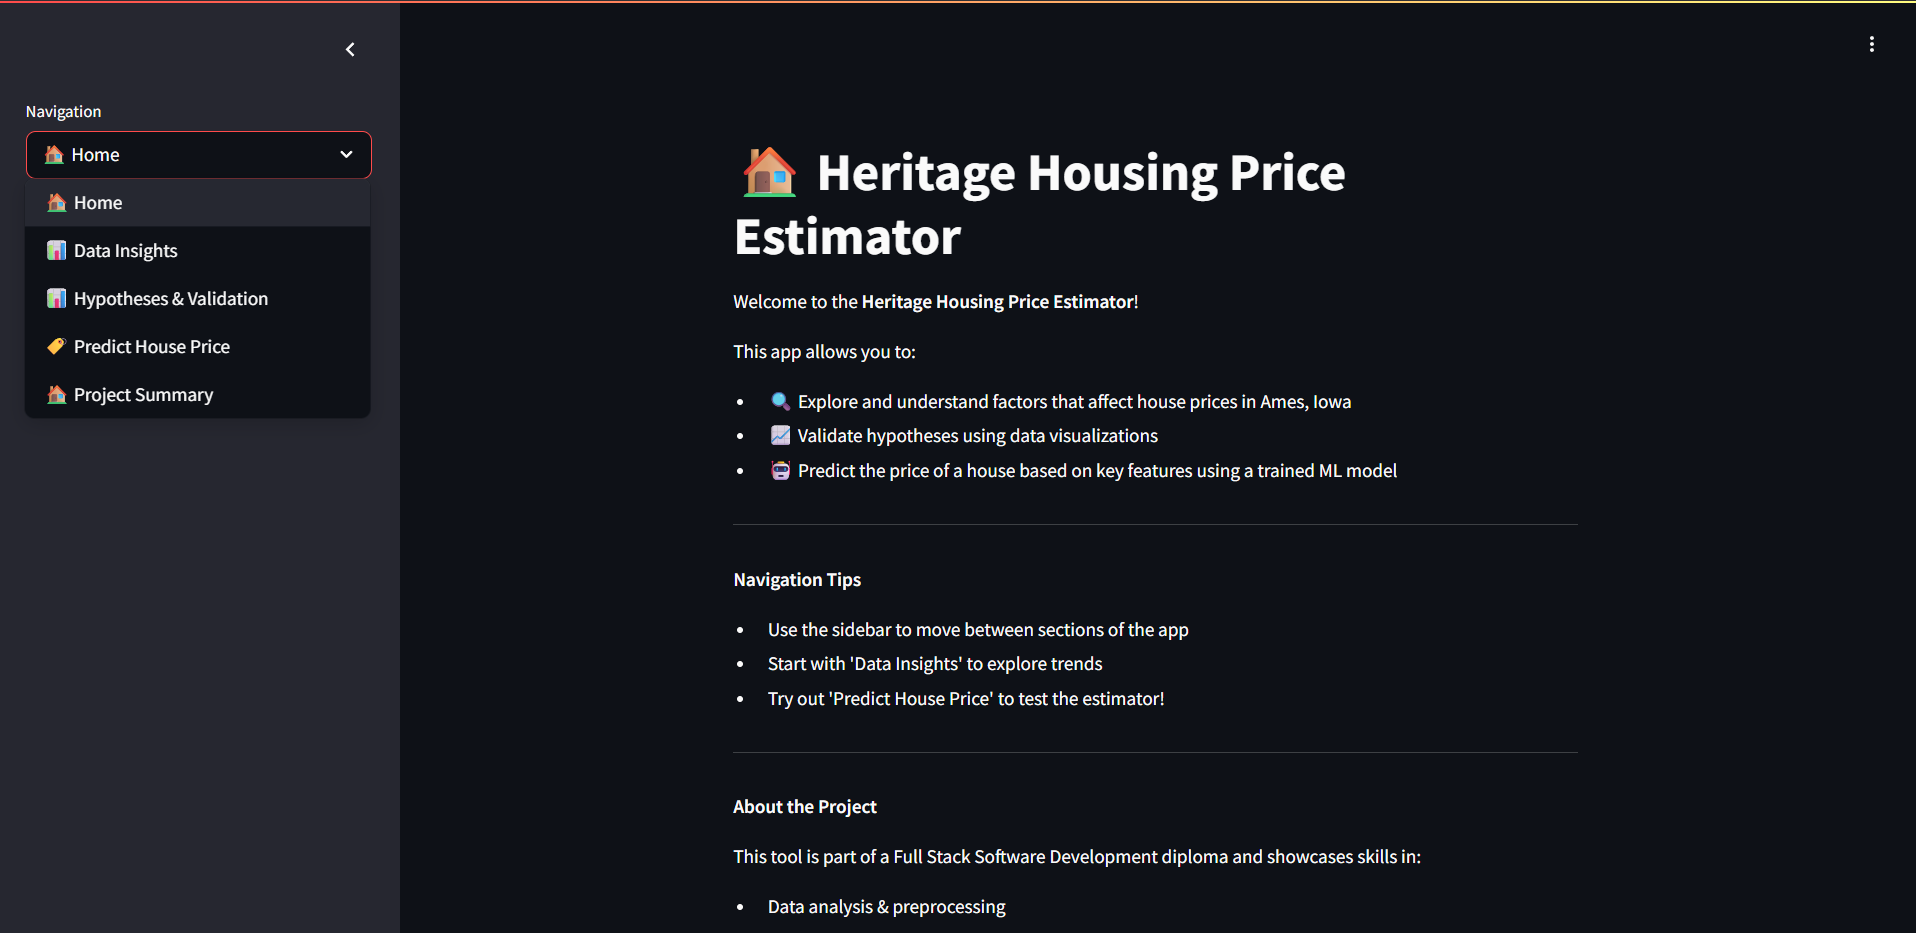 Navigation
Home
Home
Data Insights
Hypotheses & Validation
Predict House Price
Project Summary
Heritage Housing Price
Estimator
Welcome to the Heritage Housing Price Estimator!
This app allows you to:
Explore and understand factors that affect house prices in Ames, Iowa
Validate hypotheses using data visualizations
Predict the price of a house based on key features using a trained ML model
Navigation Tips
Use the sidebar to move between sections of the app
Start with 'Data Insights' to explore trends
Try out 'Predict House Price' to test the estimator!
About the Project
This tool is part of a Full Stack Software Development diploma and showcases skills in:
Data analysis & preprocessing